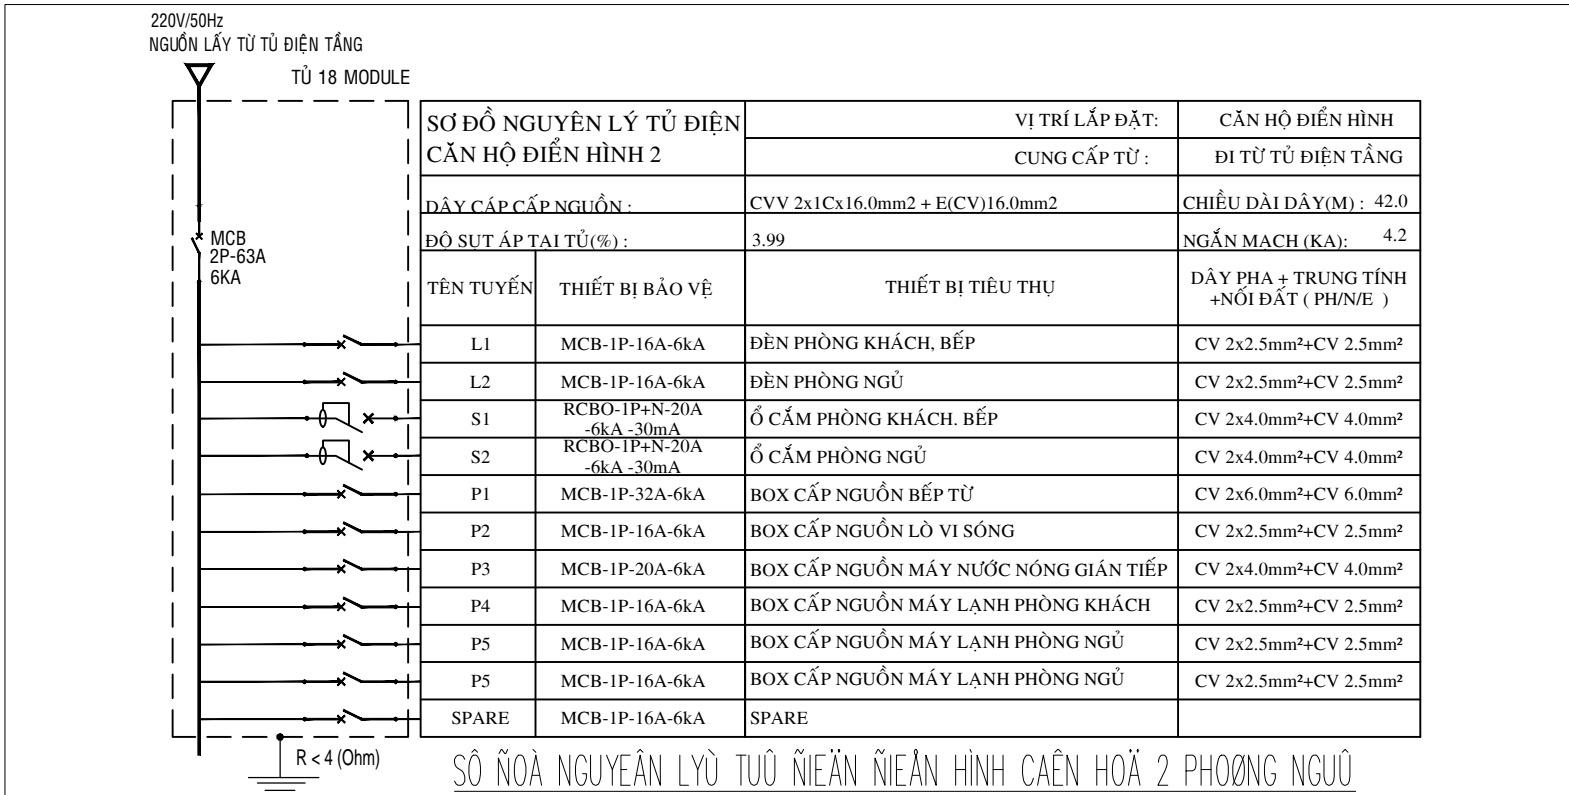 220V/50Hz
NGUỒN LẤY TỪ TỦ ĐIỆN TẦNG
TỦ 18 MODULE
MCB
2P-63A
6KA
SƠ ĐỒ NGUYÊN LÝ TỦ ĐIỆN
CĂN HỘ ĐIỂN HÌNH 2
VỊ TRÍ LẮP ĐẶT: CĂN HỘ ĐIỂN HÌNH
CUNG CẤP TỪ : ĐI TỪ TỦ ĐIỆN TẦNG
DÂY CÁP CẤP NGUỒN : CVV 2x1Cx16.0mm2 + E(CV)16.0mm2 CHIỀU DÀI DÂY(M) : 42.0
ĐỘ SỤT ÁP TẠI TỦ(%) : 3.99 NGẮN MẠCH (KA): 4.2
TÊN TUYẾN THIẾT BỊ BẢO VỆ THIẾT BỊ TIÊU THỤ DÂY PHA + TRUNG TÍNH
+NỐI ĐẤT ( PH/N/E )
L1 MCB-1P-16A-6kA ĐÈN PHÒNG KHÁCH, BẾP CV 2x2.5mm²+CV 2.5mm²
L2 MCB-1P-16A-6kA ĐÈN PHÒNG NGỦ CV 2x2.5mm²+CV 2.5mm²
S1 RCBO-1P+N-20A
-6kA -30mA Ổ CẮM PHÒNG KHÁCH. BẾP CV 2x4.0mm²+CV 4.0mm²
S2 RCBO-1P+N-20A
-6kA -30mA Ổ CẮM PHÒNG NGỦ CV 2x4.0mm²+CV 4.0mm²
P1 MCB-1P-32A-6kA BOX CẤP NGUỒN BẾP TỪ CV 2x6.0mm²+CV 6.0mm²
P2 MCB-1P-16A-6kA BOX CẤP NGUỒN LÒ VI SÓNG CV 2x2.5mm²+CV 2.5mm²
P3 MCB-1P-20A-6kA BOX CẤP NGUỒN MÁY NƯỚC NÓNG GIÁN TIẾP CV 2x4.0mm²+CV 4.0mm²
P4 MCB-1P-16A-6kA BOX CẤP NGUỒN MÁY LẠNH PHÒNG KHÁCH CV 2x2.5mm²+CV 2.5mm²
P5 MCB-1P-16A-6kA BOX CẤP NGUỒN MÁY LẠNH PHÒNG NGỦ CV 2x2.5mm²+CV 2.5mm²
P5 MCB-1P-16A-6kA BOX CẤP NGUỒN MÁY LẠNH PHÒNG NGỦ CV 2x2.5mm²+CV 2.5mm²
SPARE MCB-1P-16A-6kA SPARE
R < 4 (Ohm)
SÔ ÑOÀ NGUYEÂN LYÙ TUÛ ÑIEÄN ÑIEÅN HÌNH CAÊN HOÄ 2 PHOØNG NGUÛ